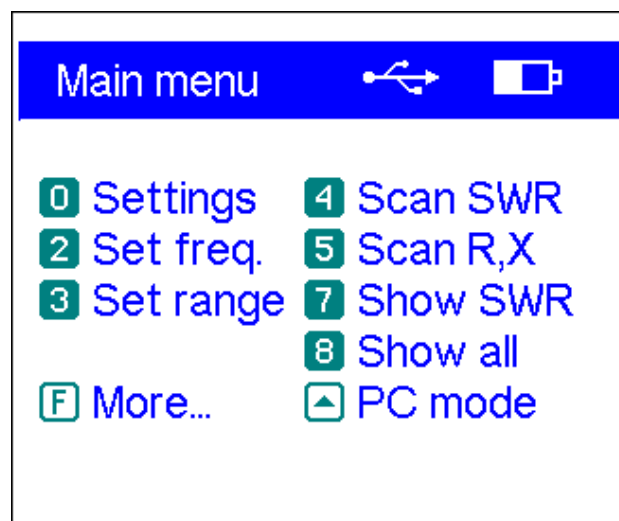 Main menu
0 Settings 4 Scan SWR
2 Set freq. 5 Scan R,X
3 Set range 7 Show SWR
8 Show all
F More... PC mode